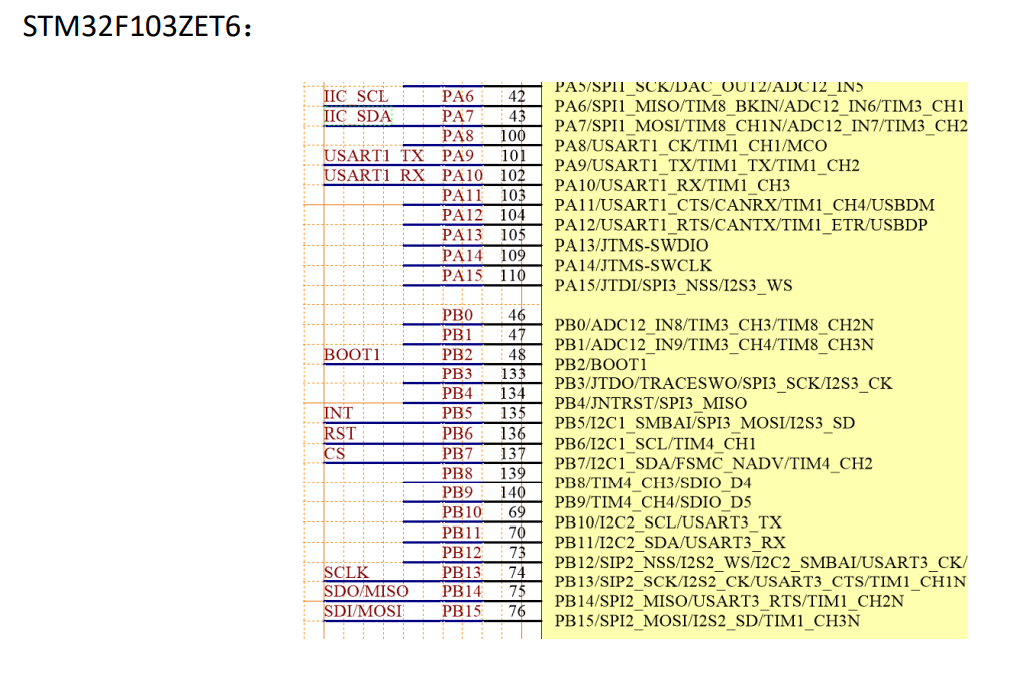 STM32F103ZET6：
PA5/SPI1_SCK/DAC_OUT2/ADC12_IN5
IIC SCL PA6 42 PA6/SPI1_MISO/TIM8_BKIN/ADC12_IN6/TIM3_CH1
IIC SDA PA7 43 PA7/SPI1_MOSI/TIM8_CH1N/ADC12_IN7/TIM3_CH2
PA8 100 PA8/USART1_CK/TIM1_CH1/MCO
USART1 TX PA9 101 PA9/USART1_TX/TIM1_TX/TIM1_CH2
USART1 RX PA10 102 PA10/USART1_RX/TIM1_CH3
PA11 103 PA11/USART1_CTS/CANRX/TIM1_CH4/USBDM
PA12 104 PA12/USART1_RTS/CANTX/TIM1_ETR/USBDP
PA13 105 PA13/JTMS-SWDIO
PA14 109 PA14/JTMS-SWCLK
PA15 110 PA15/JTDI/SPI3_NSS/I2S3_WS
PB0 46 PB0/ADC12_IN8/TIM3_CH3/TIM8_CH2N
PB1 47 PB1/ADC12_IN9/TIM3_CH4/TIM8_CH3N
BOOT1 PB2 48 PB2/BOOT1
PB3 133 PB3/JTDO/TRACESWO/SPI3_SCK/I2S3_CK
PB4 134 PB4/JNTRST/SPI3_MISO
INT PB5 135 PB5/I2C1_SMBAI/SPI3_MOSI/I2S3_SD
RST PB6 136 PB6/I2C1_SCL/TIM4_CH1
CS PB7 137 PB7/I2C1_SDA/FSMC_NADV/TIM4_CH2
PB8 139 PB8/TIM4_CH3/SDIO_D4
PB9 140 PB9/TIM4_CH4/SDIO_D5
PB10 69 PB10/I2C2_SCL/USART3_TX
PB11 70 PB11/I2C2_SDA/USART3_RX
PB12 73 PB12/SIP2_NSS/I2S2_WS/I2C2_SMBAI/USART3_CK/
SCLK PB13 74 PB13/SIP2_SCK/I2S2_CK/USART3_CTS/TIM1_CH1N
SDO/MISO PB14 75 PB14/SPI2_MISO/USART3_RTS/TIM1_CH2N
SDI/MOSI PB15 76 PB15/SPI2_MOSI/I2S2_SD/TIM1_CH3N